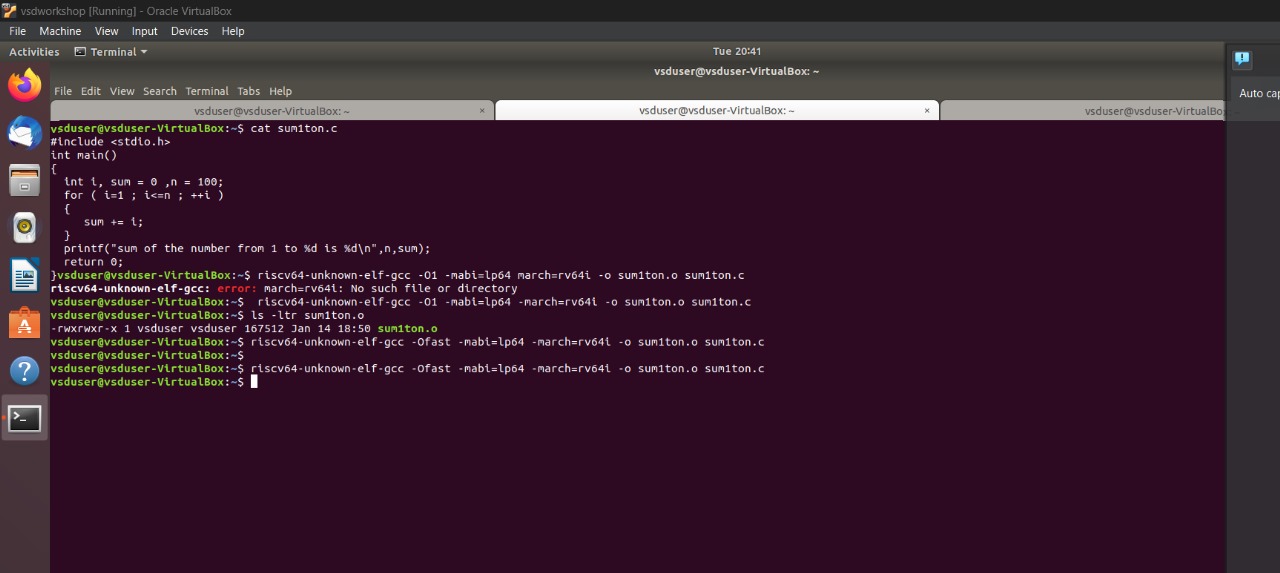 vsdworkshop [Running] - Oracle VirtualBox
File Machine View Input Devices Help
Activities Terminal Tue 20:41
vsduser@vsduser-VirtualBox: ~
File Edit View Search Terminal Tabs Help
vsduser@vsduser-VirtualBox: ~ × vsduser@vsduser-VirtualBox: ~ × vsduser@vsduser-VirtualBox: ~
Auto cap
vsduser@vsduser-VirtualBox:~$ cat sum1ton.c
#include <stdio.h>
int main()
{
  int i, sum = 0 ,n = 100;
  for ( i=1 ; i<=n ; ++i )
  {
     sum += i;
  }
  printf("sum of the number from 1 to %d is %d\n",n,sum);
  return 0;
}vsduser@vsduser-VirtualBox:~$ riscv64-unknown-elf-gcc -O1 -mabi=lp64 march=rv64i -o sum1ton.o sum1ton.c
riscv64-unknown-elf-gcc: error: march=rv64i: No such file or directory
vsduser@vsduser-VirtualBox:~$  riscv64-unknown-elf-gcc -O1 -mabi=lp64 -march=rv64i -o sum1ton.o sum1ton.c
vsduser@vsduser-VirtualBox:~$ ls -ltr sum1ton.o
-rwxrwxr-x 1 vsduser vsduser 167512 Jan 14 18:50 sum1ton.o
vsduser@vsduser-VirtualBox:~$ riscv64-unknown-elf-gcc -Ofast -mabi=lp64 -march=rv64i -o sum1ton.o sum1ton.c
vsduser@vsduser-VirtualBox:~$
vsduser@vsduser-VirtualBox:~$ riscv64-unknown-elf-gcc -Ofast -mabi=lp64 -march=rv64i -o sum1ton.o sum1ton.c
vsduser@vsduser-VirtualBox:~$